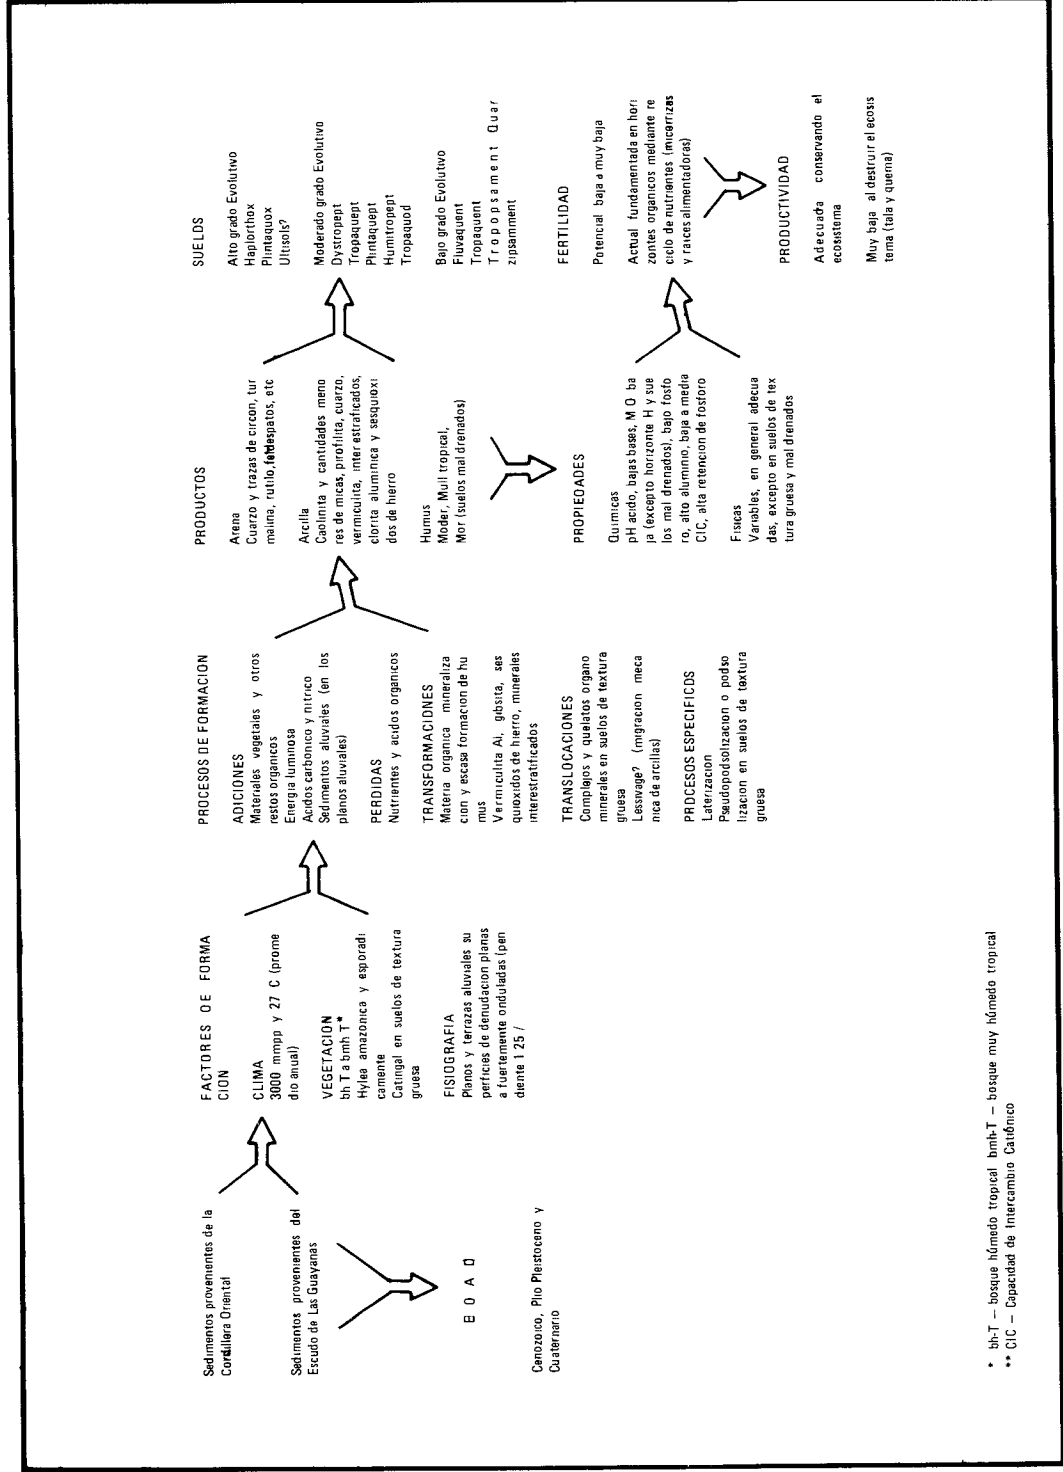 Sedimentos provenientes de la
Cordillera Oriental
Sedimentos provenientes del
Escudo de Las Guayanas
B O A D
Cenozoico, Plio Pleistoceno y
Cuaternario
FACTORES DE FORMA
CION
CLIMA
3000 mmpp y 27 C (prome
dio anual)
VEGETACION
bh T a bmh T*
Hylea amazonica y esporadi
camente
Catingal en suelos de textura
gruesa
FISIOGRAFIA
Planos y terrazas aluviales su
perficies de denudacion planas
a fuertemente onduladas (pen
diente 1 25 /
PROCESOS DE FORMACION
ADICIONES
Materiales vegetales y otros
restos organicos
Energia luminosa
Acidos carbonico y nitrico
Sedimentos aluviales (en los
planos aluviales)
PERDIDAS
Nutrientes y acidos organicos
TRANSFORMACIONES
Materia organica mineraliza
cion y escasa formacion de hu
mus
Vermiculita Al, gibsita, ses
quioxidos de hierro, minerales
interestratificados
TRANSLOCACIONES
Complejos y quelatos organo
minerales en suelos de textura
gruesa
Lessivage? (migracion meca
nica de arcillas)
PROCESOS ESPECIFICOS
Laterizacion
Pseudopodsolizacion o podso
lizacion en suelos de textura
gruesa
PRODUCTOS
Arena
Cuarzo y trazas de circon, tur
malina, rutilo, feldespatos, etc
Arcilla
Caolinita y cantidades meno
res de micas, pirofilita, cuarzo,
vermiculita, inter estraficados,
clorita aluminica y sesquioxi
dos de hierro
Humus
Moder, Mull tropical,
Mor (suelos mal drenados)
PROPIEDADES
Quimicas
pH acido, bajas bases, M O ba
ja (excepto horizonte H y sue
los mal drenados), bajo fosfo
ro, alto aluminio, baja a media
CIC, alta retencion de fosforo
Fisicas
Variables, en general adecua
das, excepto en suelos de tex
tura gruesa y mal drenados
SUELOS
Alto grado Evolutivo
Haplorthox
Plintaquox
Ultisols?
Moderado grado Evolutivo
Dystropept
Tropaquept
Plintaquept
Humitropept
Tropaquod
Bajo grado Evolutivo
Fluvaquent
Tropaquent
Tropopsament Quar
zipsamment
FERTILIDAD
Potencial baja a muy baja
Actual fundamentada en hori
zontes organicos mediante re
ciclo de nutrientes (micorrizas
y raices alimentadoras)
PRODUCTIVIDAD
Adecuada conservando el
ecosistema
Muy baja al destruir el ecosis
tema (tala y quema)
* bh-T – bosque húmedo tropical bmh-T – bosque muy húmedo tropical
** CIC – Capacidad de Intercambio Catiónico